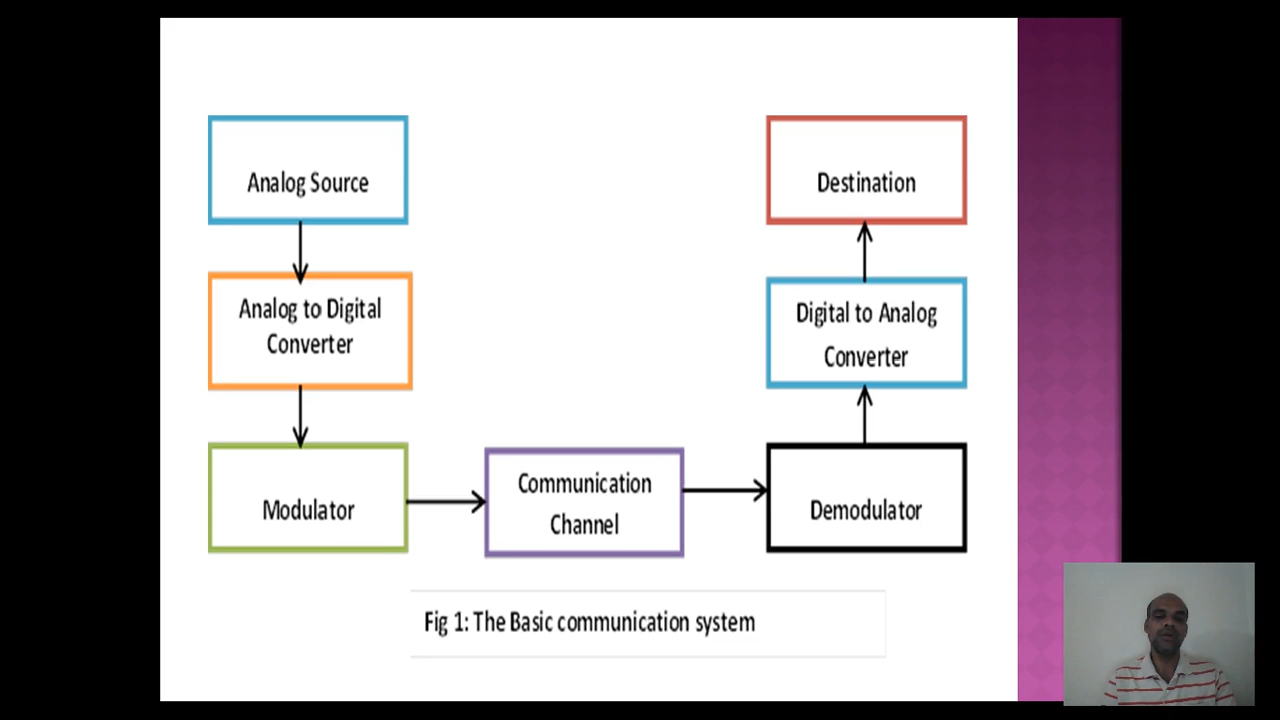 Analog Source
Analog to Digital
Converter
Modulator
Communication
Channel
Demodulator
Digital to Analog
Converter
Destination
Fig 1: The Basic communication system